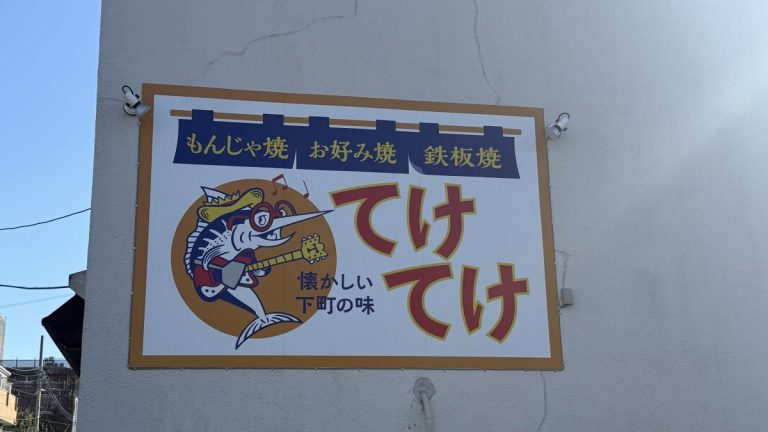 もんじゃ焼 お好み焼 鉄板焼
てけ
てけ
懐かしい
下町の味